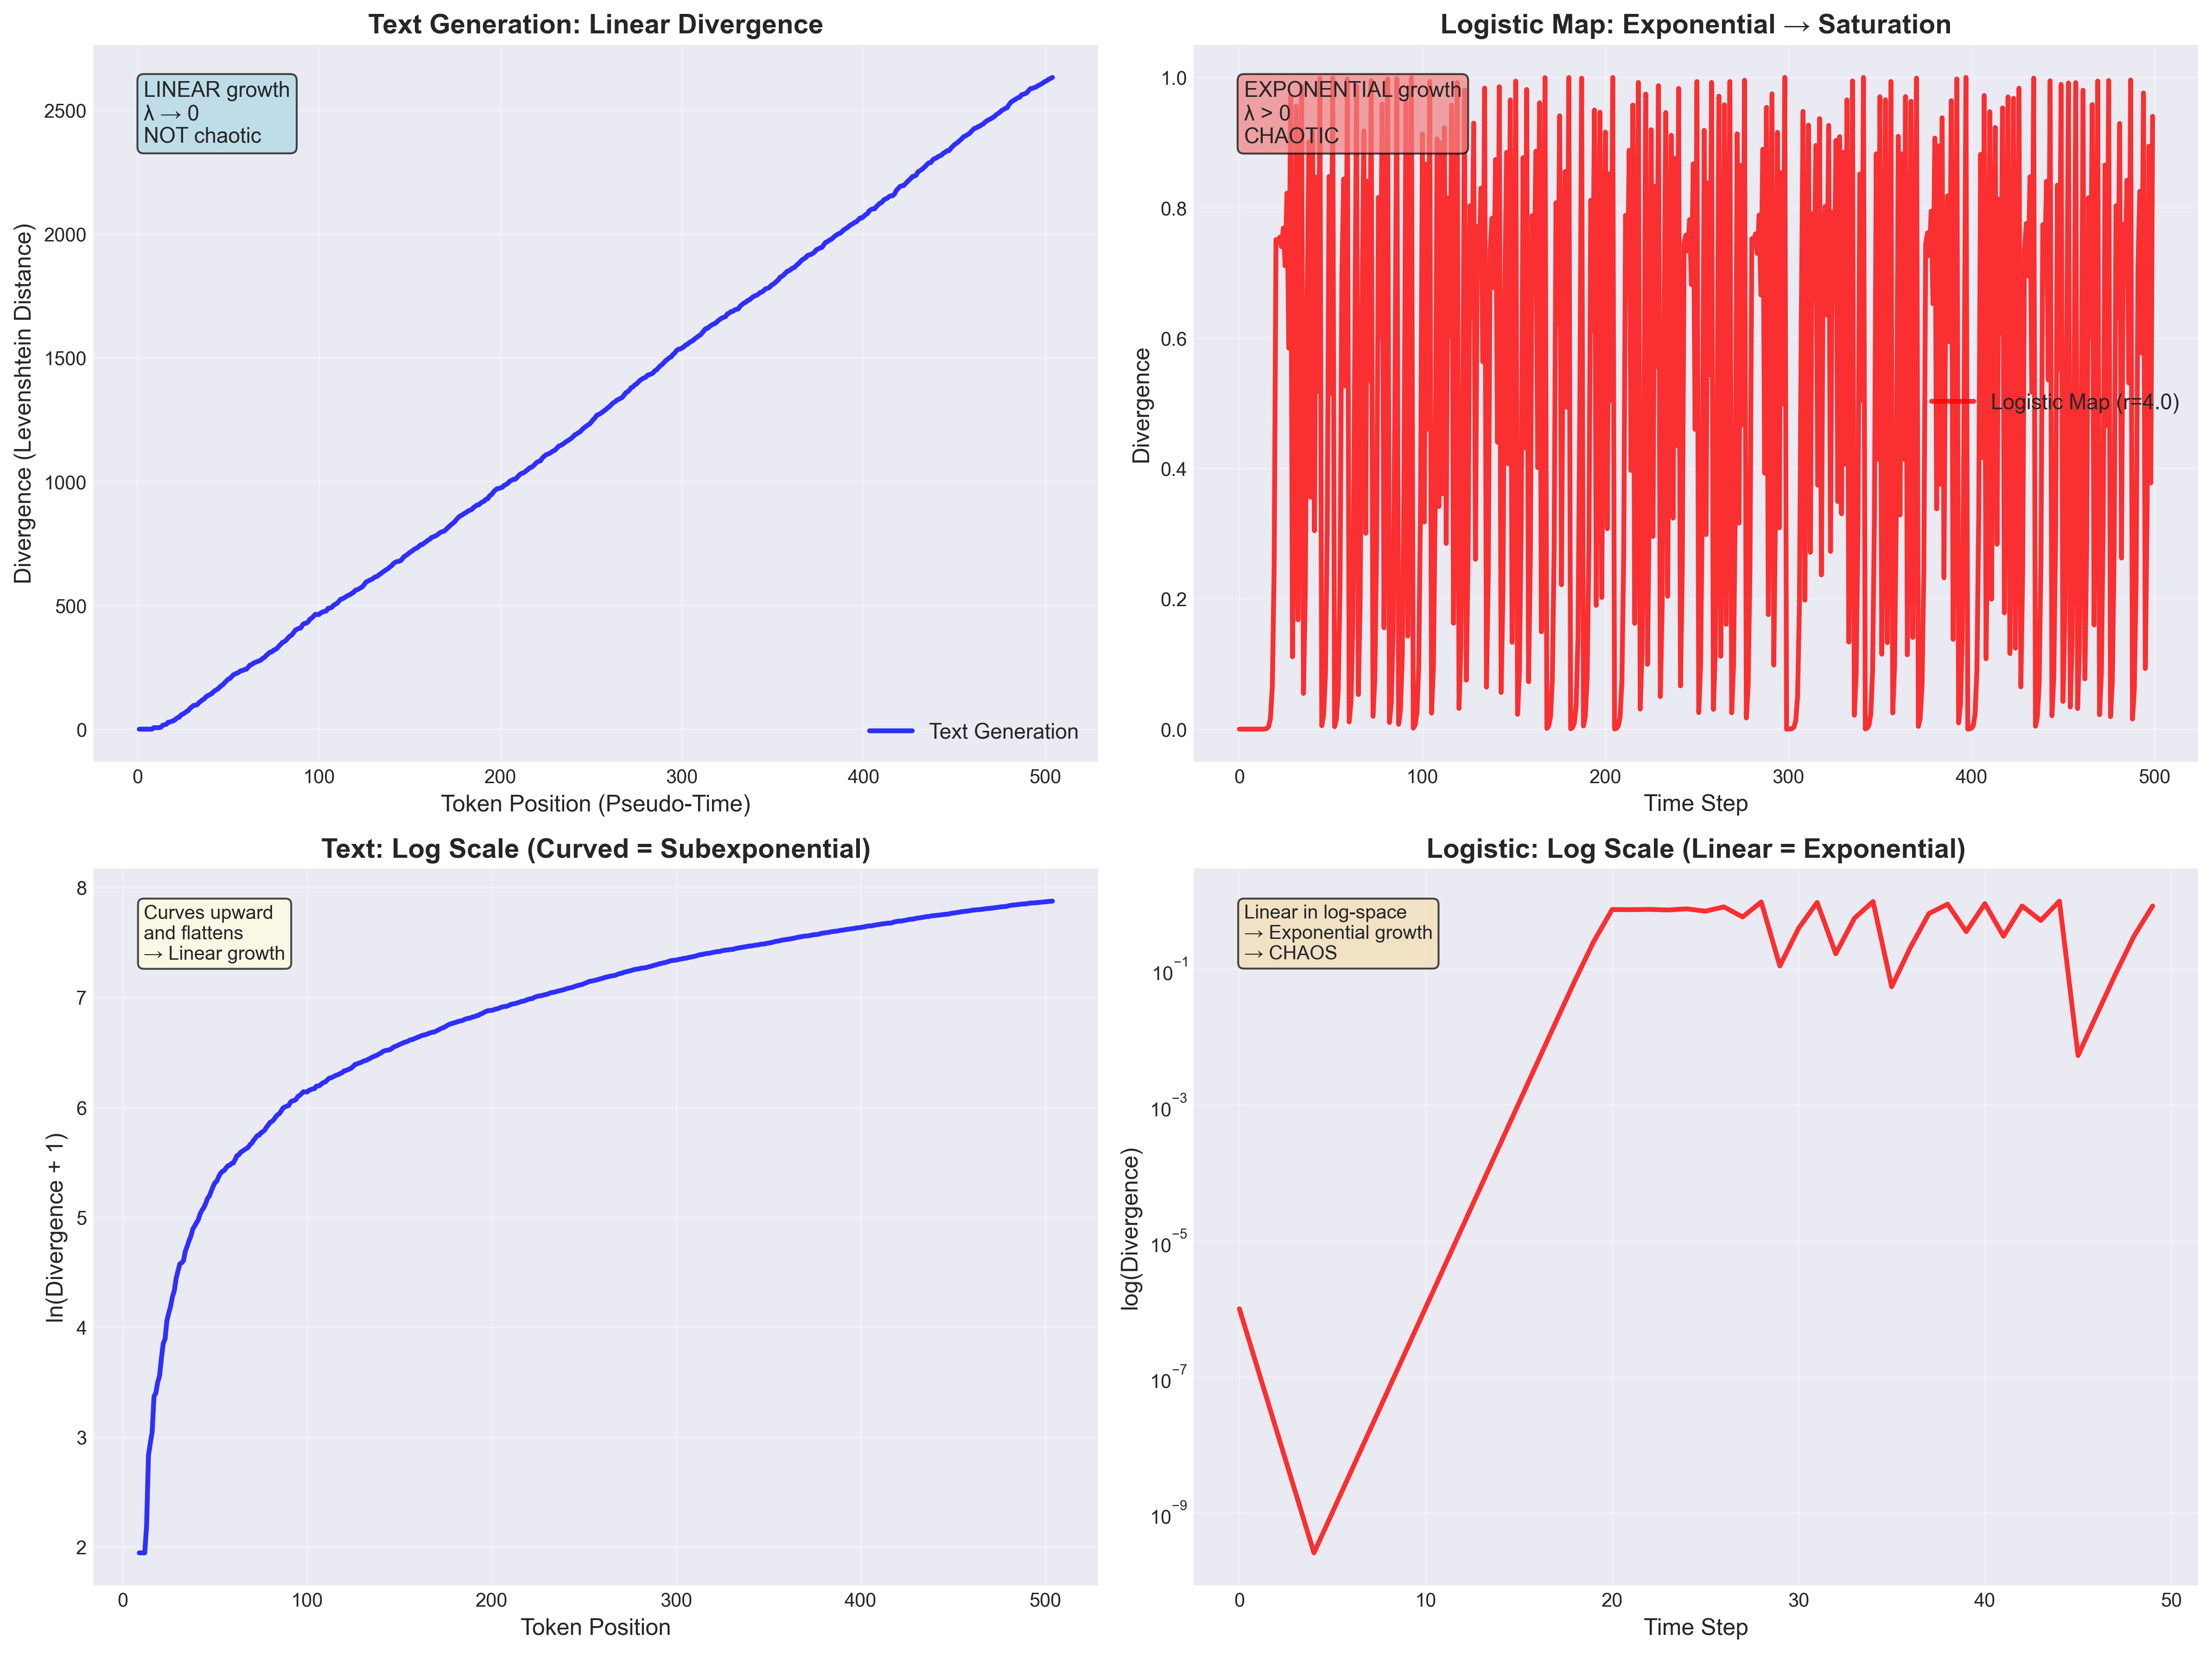 Text Generation: Linear Divergence
LINEAR growth
λ → 0
NOT chaotic
Divergence (Levenshtein Distance)
2500
2000
1500
1000
500
0
Text Generation
0 100 200 300 400 500
Token Position (Pseudo-Time)
Logistic Map: Exponential → Saturation
EXPONENTIAL growth
λ > 0
CHAOTIC
Divergence
1.0
0.8
0.6
0.4
0.2
0.0
Logistic Map (r=4.0)
0 100 200 300 400 500
Time Step
Text: Log Scale (Curved = Subexponential)
Curves upward
and flattens
→ Linear growth
ln(Divergence + 1)
8
7
6
5
4
3
2
0 100 200 300 400 500
Token Position
Logistic: Log Scale (Linear = Exponential)
Linear in log-space
→ Exponential growth
→ CHAOS
log(Divergence)
10⁻¹
10⁻³
10⁻⁵
10⁻⁷
10⁻⁹
0 10 20 30 40 50
Time Step